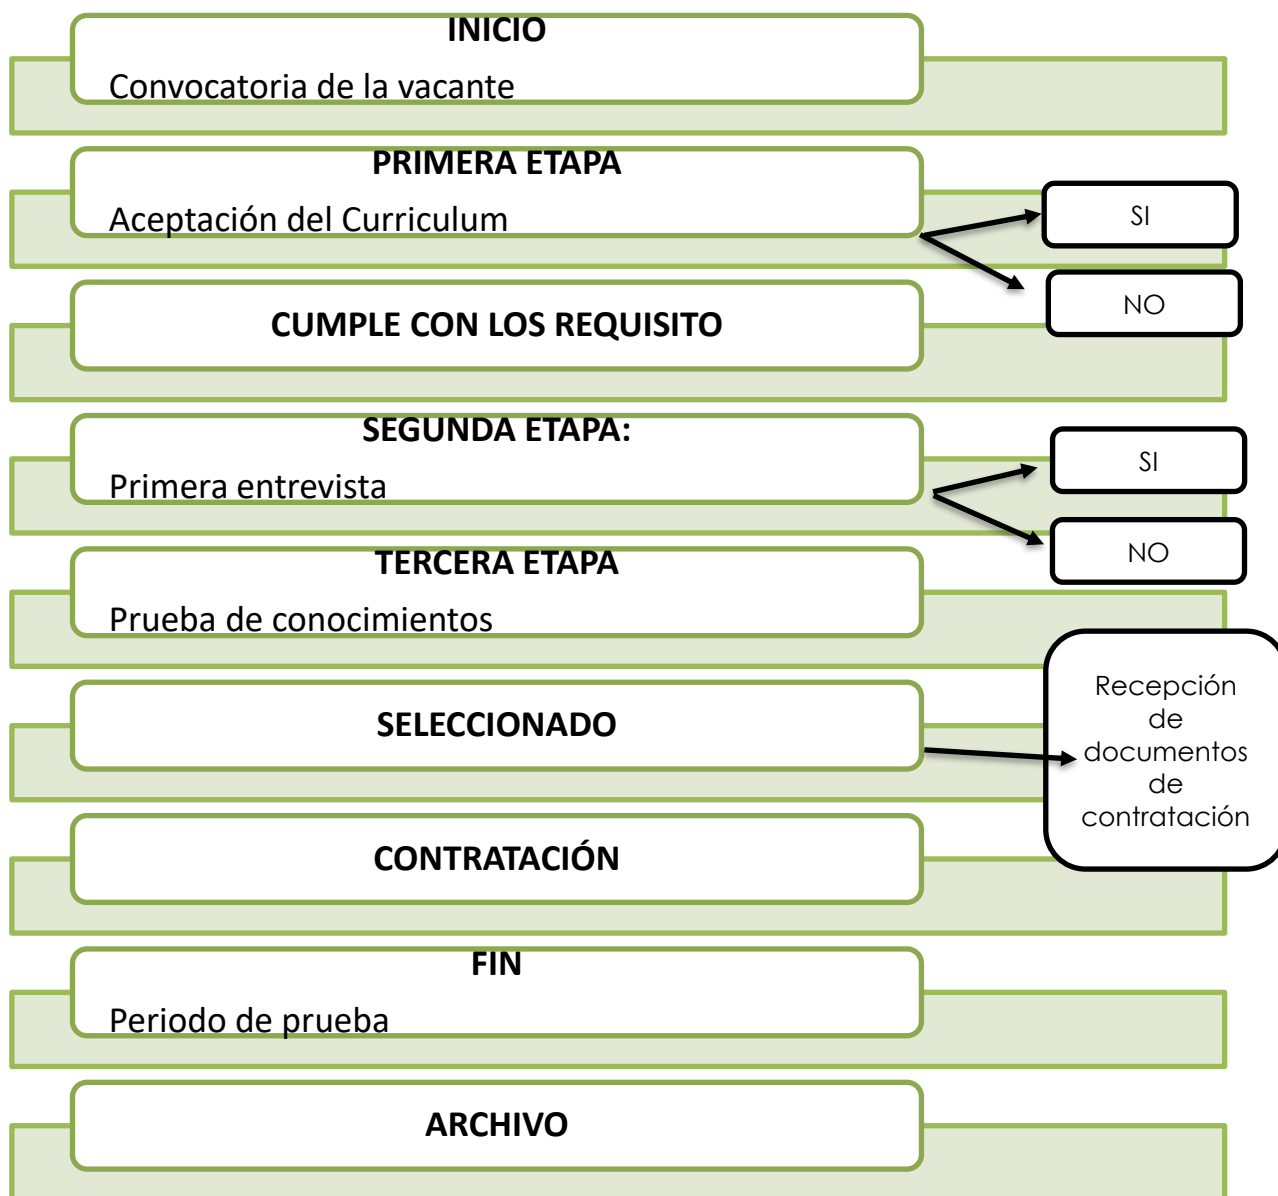 INICIO
Convocatoria de la vacante
PRIMERA ETAPA
Aceptación del Curriculum
SI
NO
CUMPLE CON LOS REQUISITO
SEGUNDA ETAPA:
Primera entrevista
SI
NO
TERCERA ETAPA
Prueba de conocimientos
SELECCIONADO
Recepción
de
documentos
de
contratación
CONTRATACIÓN
FIN
Periodo de prueba
ARCHIVO